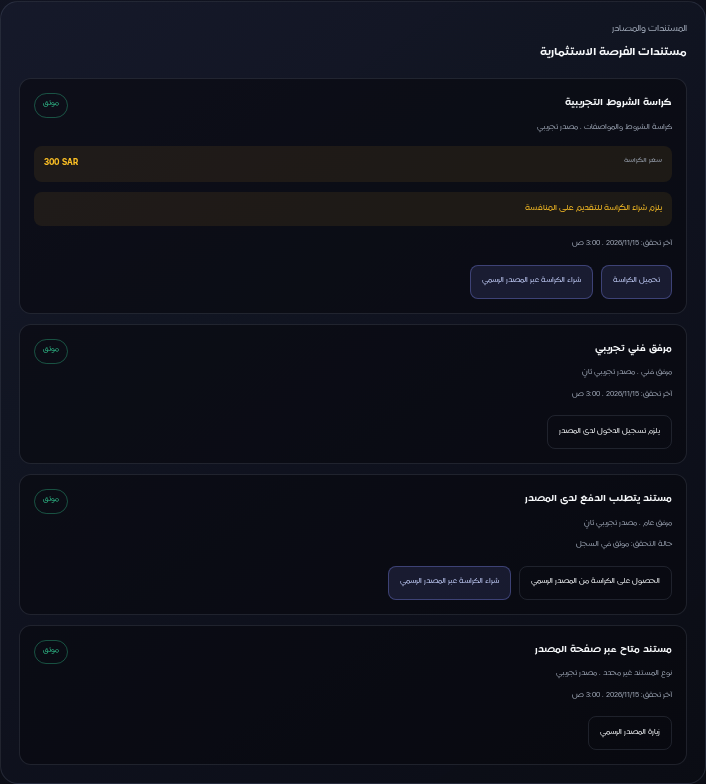 المستندات والمصادر
مستندات الفرصة الاستثمارية
كراسة الشروط التجريبية
موثق
كراسة الشروط والمواصفات . مصدر تجريبي
سعر الكراسة
300 SAR
يلزم شراء الكراسة للتقديم على المنافسة
آخر تحقق: 2026/11/15 . 3:00 ص
تحميل الكراسة
شراء الكراسة عبر المصدر الرسمي
مرفق فني تجريبي
موثق
مرفق فني . مصدر تجريبي ثانٍ
آخر تحقق: 2026/11/15 . 3:00 ص
يلزم تسجيل الدخول لدى المصدر
مستند يتطلب الدفع لدى المصدر
موثق
مرفق عام . مصدر تجريبي ثانٍ
حالة التحقق: موثق في السجل
الحصول على الكراسة من المصدر الرسمي
شراء الكراسة عبر المصدر الرسمي
مستند متاح عبر صفحة المصدر
موثق
نوع المستند غير محدد . مصدر تجريبي
آخر تحقق: 2026/11/15 . 3:00 ص
زيارة المصدر الرسمي